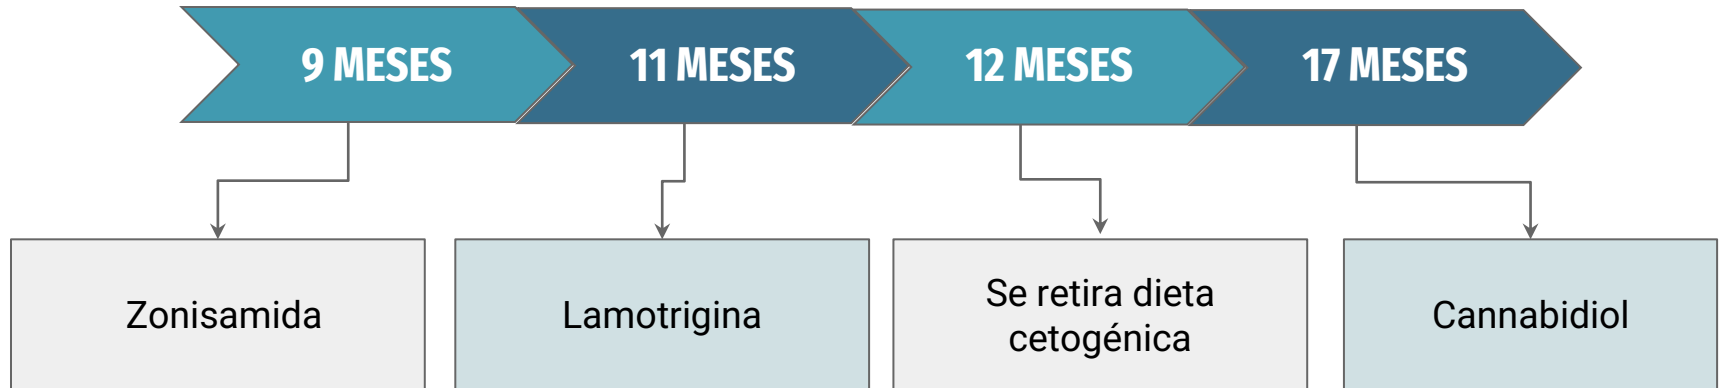 9 MESES
11 MESES
12 MESES
17 MESES
Zonisamida
Lamotrigina
Se retira dieta
cetogénica
Cannabidiol